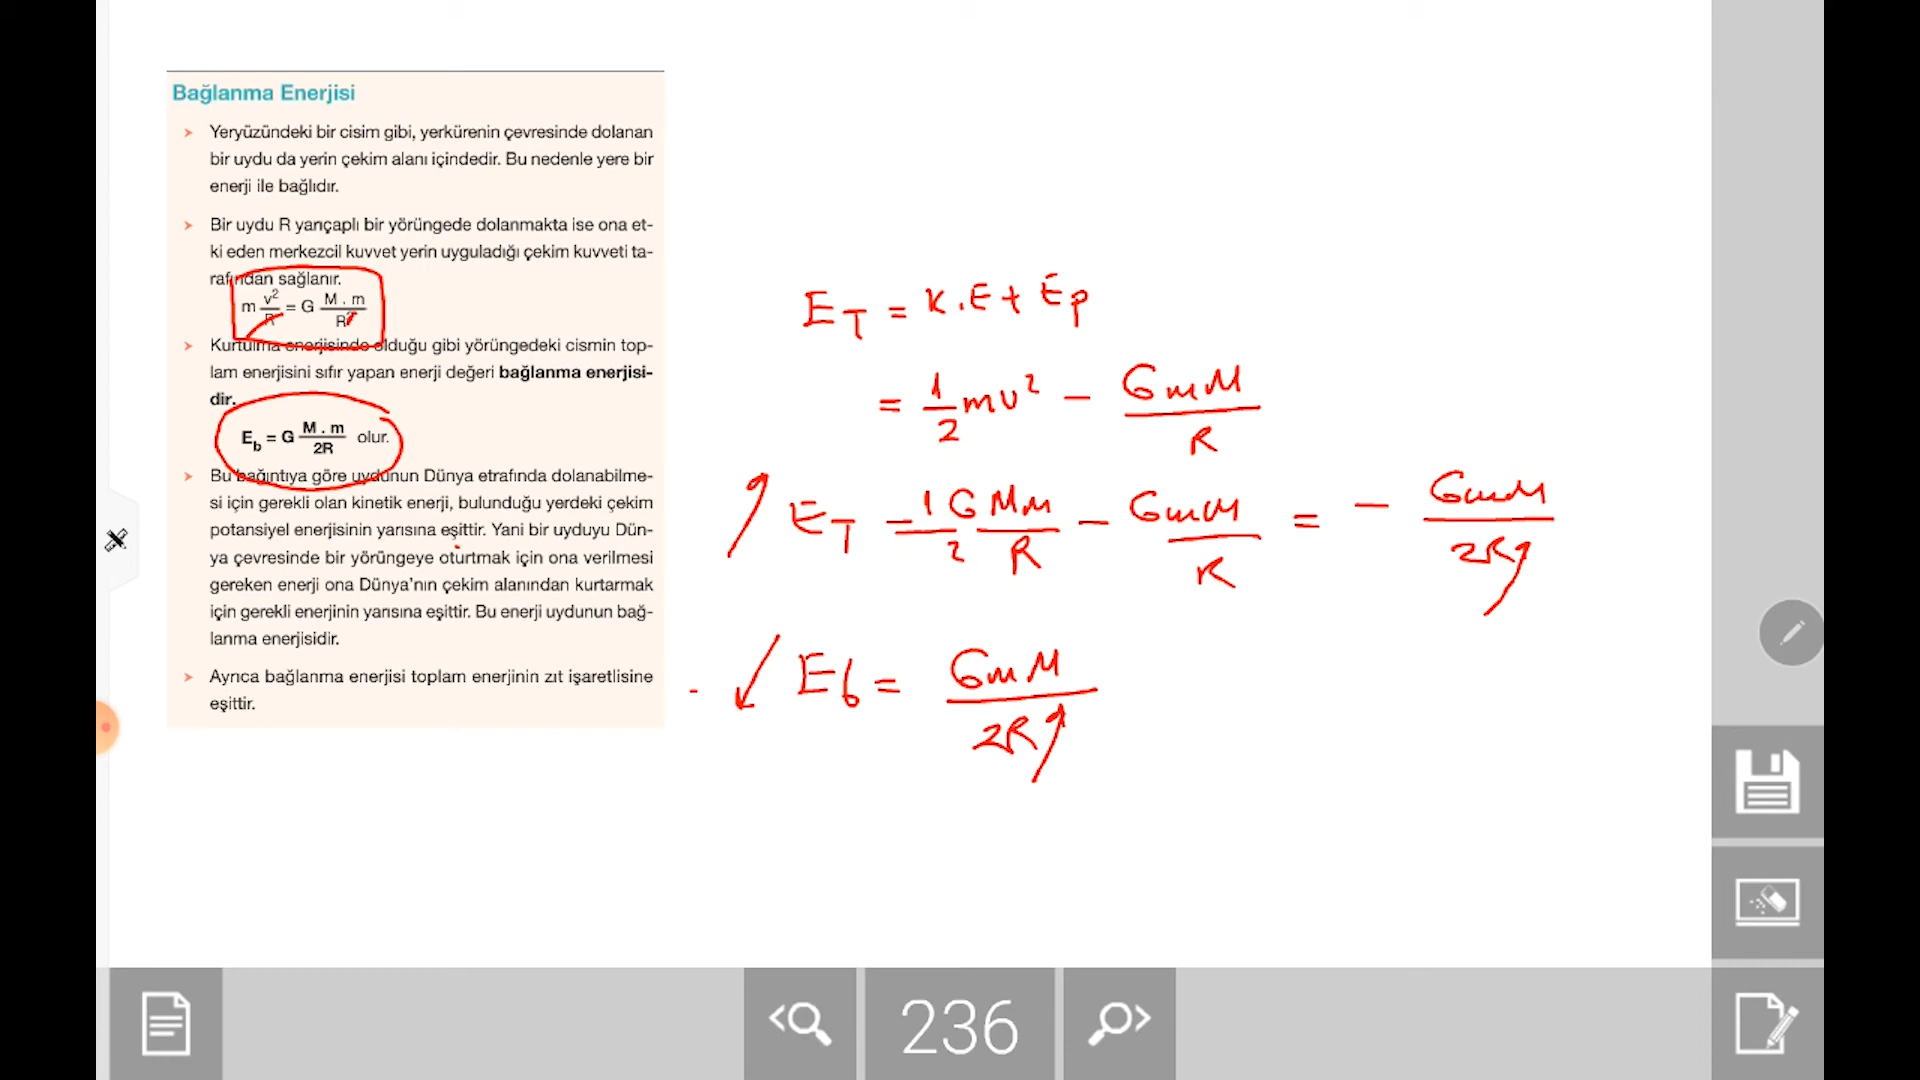 Bağlanma Enerjisi
Yeryüzündeki bir cisim gibi, yerkürenin çevresinde dolanan
bir uydu da yerin çekim alanı içindedir. Bu nedenle yere bir
enerji ile bağlıdır.
Bir uydu R yarıçaplı bir yörüngede dolanmakta ise ona et-
ki eden merkezcil kuvvet yerin uyguladığı çekim kuvveti ta-
rafından sağlanır.
m v²/R = G M . m/R²
Kurtulma enerjisinde olduğu gibi yörüngedeki cismin top-
lam enerjisini sıfır yapan enerji değeri bağlanma enerjisi-
dir.
E_b = G M . m/2R olur.
Bu bağıntıya göre uydunun Dünya etrafında dolanabilme-
si için gerekli olan kinetik enerji, bulunduğu yerdeki çekim
potansiyel enerjisinin yarısına eşittir. Yani bir uyduyu Dün-
ya çevresinde bir yörüngeye oturtmak için ona verilmesi
gereken enerji ona Dünya'nın çekim alanından kurtarmak
için gerekli enerjinin yarısına eşittir. Bu enerji uydunun bağ-
lanma enerjisidir.
Ayrıca bağlanma enerjisi toplam enerjinin zıt işaretlisine
eşittir.
E_T = K.E + E_p
= 1/2 mv² - GmM/R
E_T = 1/2 G Mm/R - GmM/R = - GmM/2R
E_b = GmM/2R
236